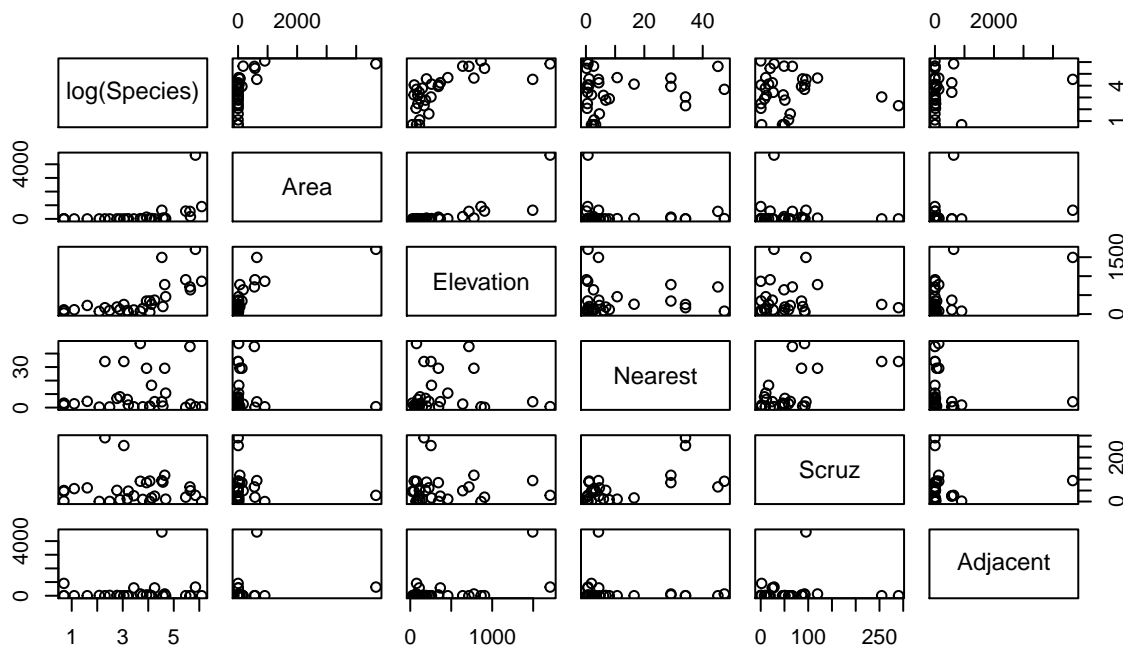 0 2000 0 20 40 0 2000
log(Species) 1 4
0 4000 Area
Elevation 0 1500
0 30 Nearest
Scruz 0 200
0 4000 Adjacent
1 3 5 0 1000 0 100 250